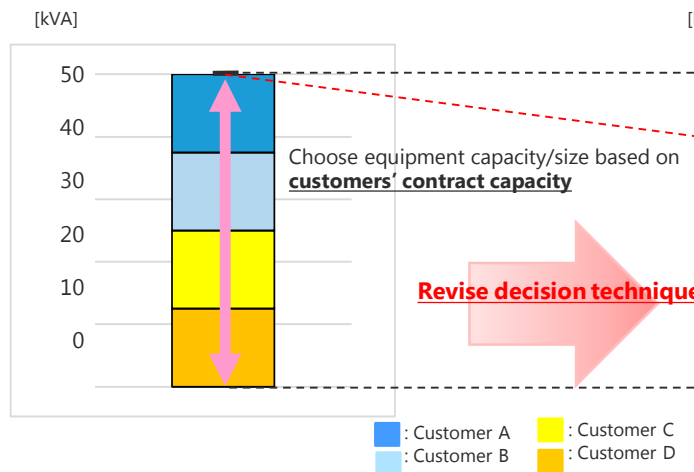 [kVA]
[
50
40
30
20
10
0
Choose equipment capacity/size based on
customers' contract capacity
Revise decision technique
: Customer A
: Customer B
: Customer C
: Customer D